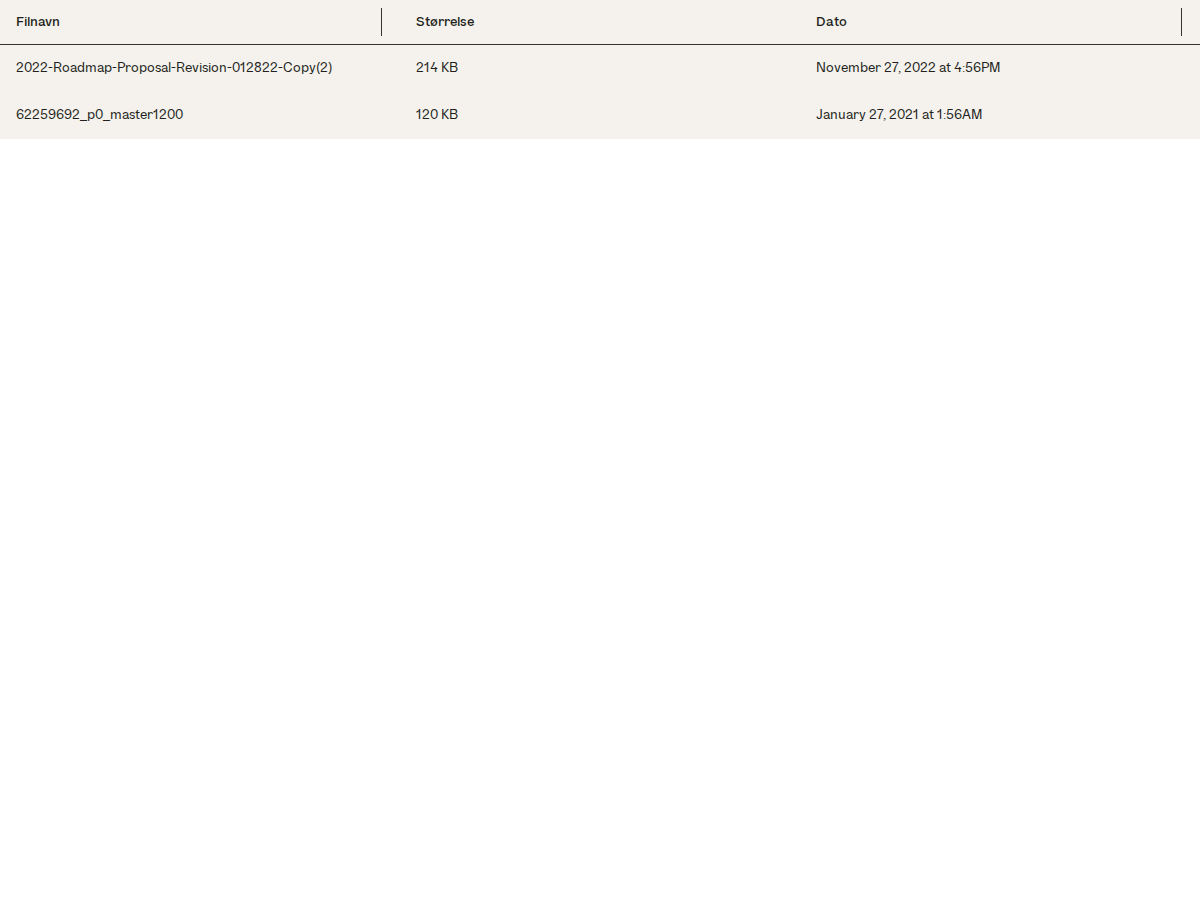 Filnavn Størrelse Dato
2022-Roadmap-Proposal-Revision-012822-Copy(2) 214 KB November 27, 2022 at 4:56PM
62259692_p0_master1200 120 KB January 27, 2021 at 1:56AM